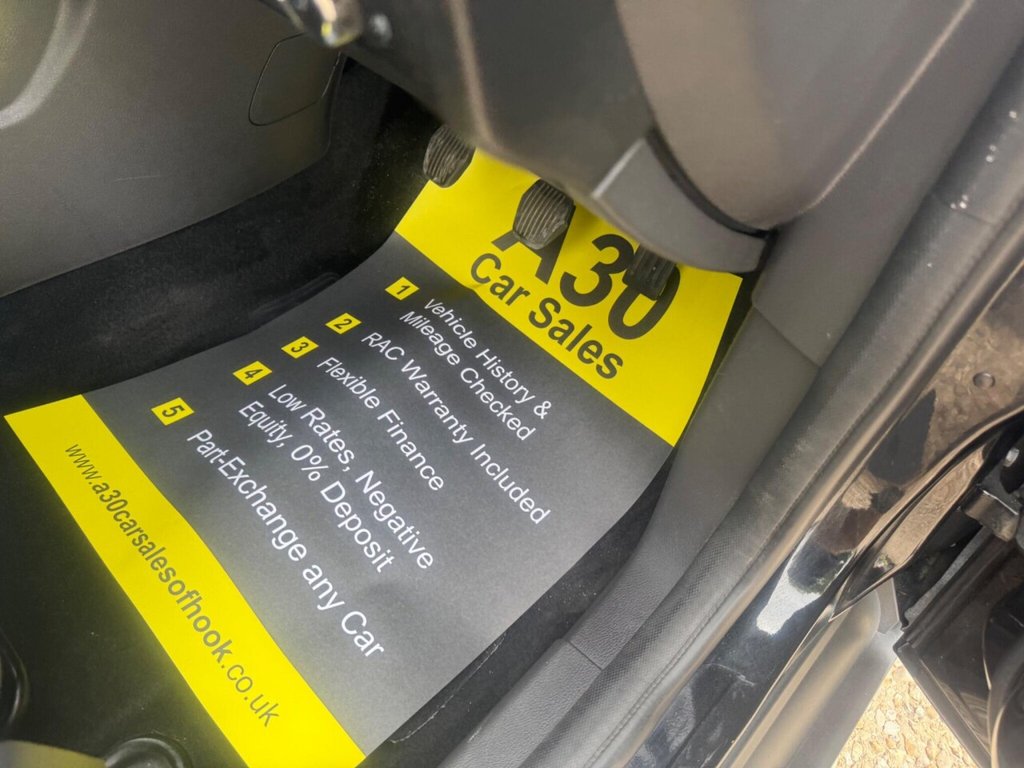 A30
Car Sales
1 Vehicle History &
Mileage Checked
2 RAC Warranty Included
3 Flexible Finance
4 Low Rates, Negative
Equity, 0% Deposit
5 Part-Exchange any Car
www.a30carsalesofhook.co.uk